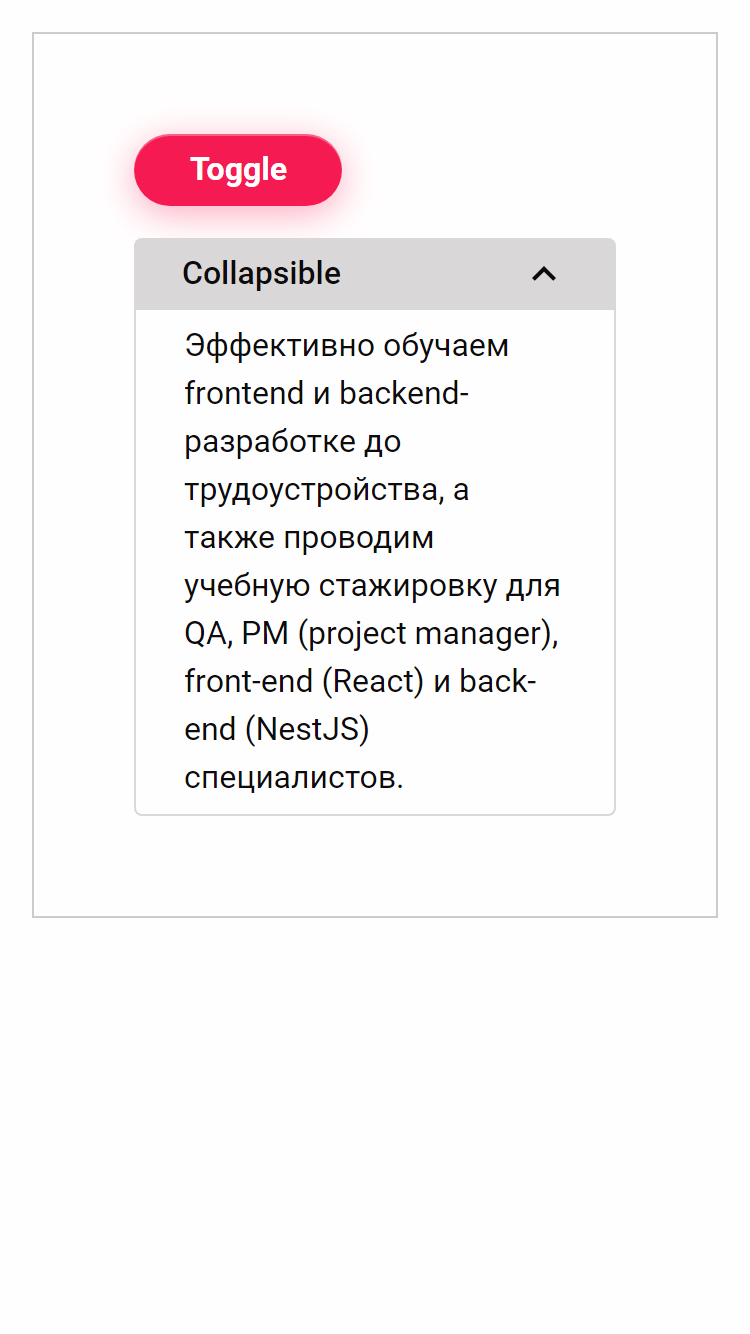 Toggle
Collapsible
Эффективно обучаем
frontend и backend-
разработке до
трудоустройства, а
также проводим
учебную стажировку для
QA, PM (project manager),
front-end (React) и back-
end (NestJS)
специалистов.